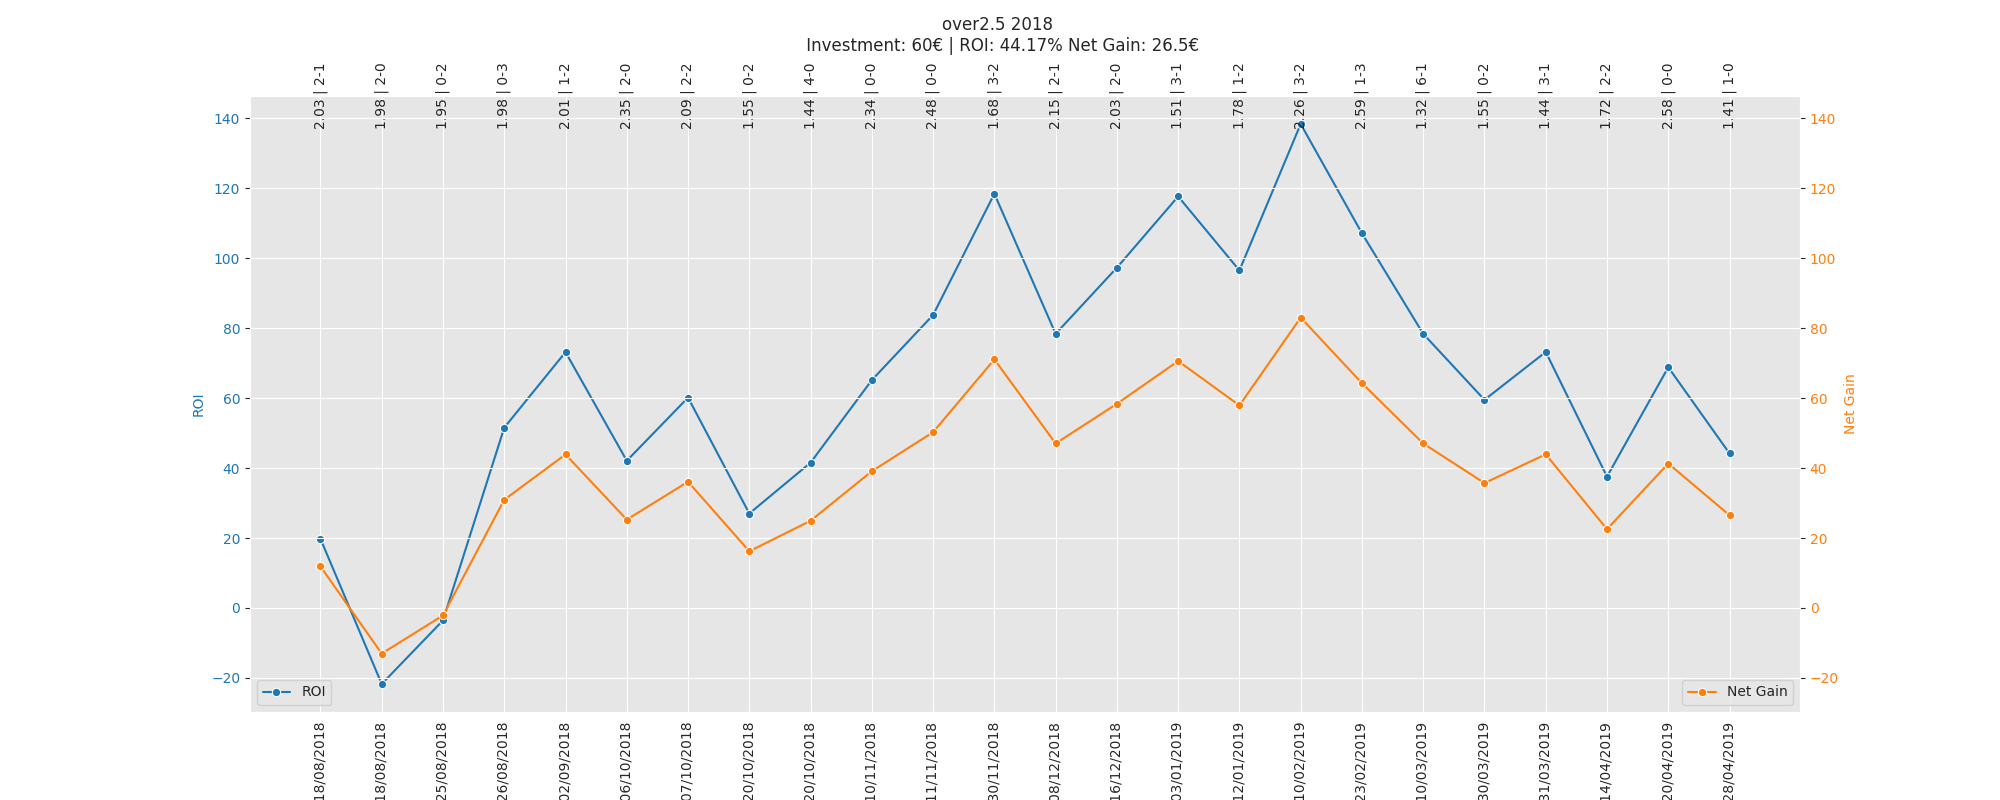 over2.5 2018
Investment: 60€ | ROI: 44.17% Net Gain: 26.5€
2.03 | 2-1
1.98 | 2-0
1.95 | 0-2
1.98 | 0-3
2.01 | 1-2
2.35 | 2-0
2.09 | 2-2
1.55 | 0-2
1.44 | 4-0
2.34 | 0-0
2.48 | 0-0
1.68 | 3-2
2.15 | 2-1
2.03 | 2-0
1.51 | 3-1
1.78 | 1-2
2.26 | 3-2
2.59 | 1-3
1.32 | 6-1
1.55 | 0-2
1.44 | 3-1
1.72 | 2-2
2.58 | 0-0
1.41 | 1-0
140
120
100
80
60
40
20
0
−20
ROI
140
120
100
80
60
40
20
0
−20
Net Gain
ROI
Net Gain
18/08/2018
18/08/2018
25/08/2018
26/08/2018
02/09/2018
06/10/2018
07/10/2018
20/10/2018
20/10/2018
10/11/2018
11/11/2018
30/11/2018
08/12/2018
16/12/2018
03/01/2019
12/01/2019
10/02/2019
23/02/2019
10/03/2019
30/03/2019
31/03/2019
14/04/2019
20/04/2019
28/04/2019